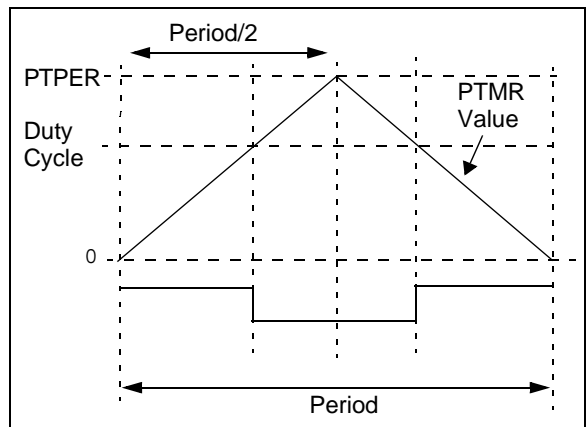 Period/2
PTPER
PTMR
Value
Duty
Cycle
0
Period